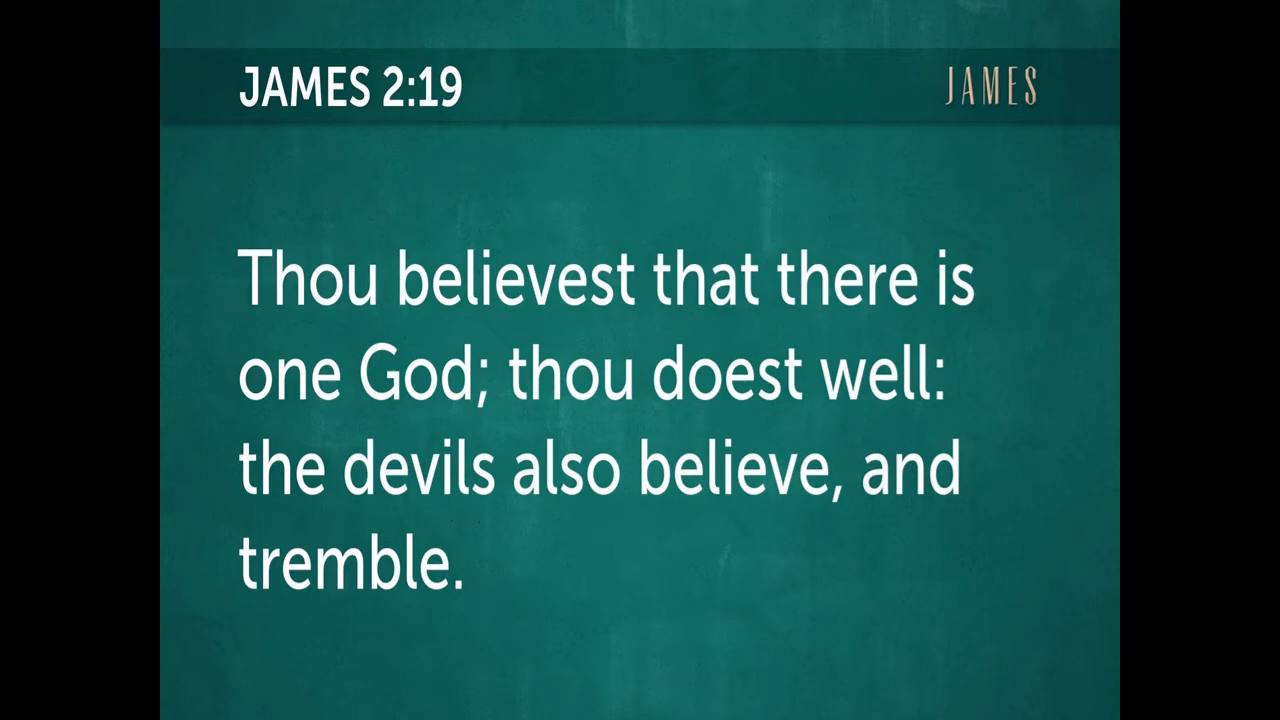 JAMES 2:19
JAMES
Thou believest that there is
one God; thou doest well:
the devils also believe, and
tremble.